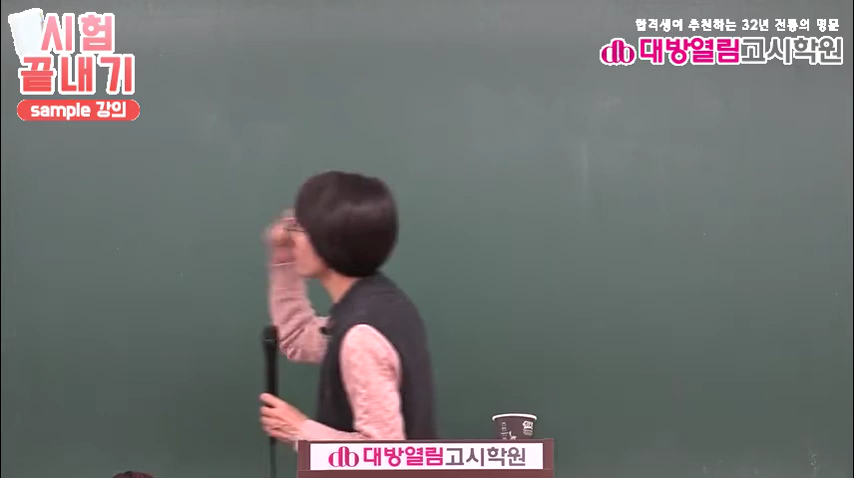 시험
끝내기
sample 강의
합격생이 추천하는 32년 전통의 명문
db 대방열림고시학원
db 대방열림고시학원